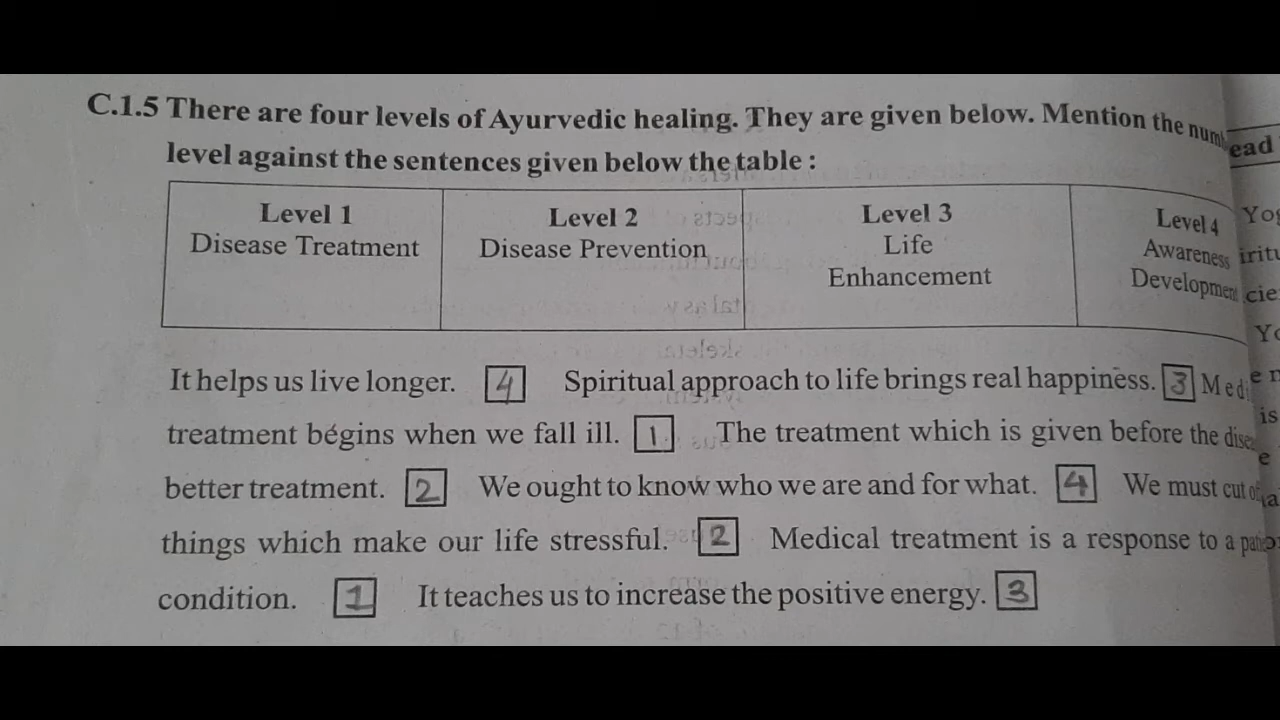 C.1.5 There are four levels of Ayurvedic healing. They are given below. Mention the
level against the sentences given below the table :
Level 1 Level 2 Level 3 Level 4
Disease Treatment Disease Prevention Life Awareness
Enhancement Development
It helps us live longer. 4 Spiritual approach to life brings real happiness. 3
treatment begins when we fall ill. 1 The treatment which is given before the
better treatment. 2 We ought to know who we are and for what. 4 We must cut
things which make our life stressful. 2 Medical treatment is a response to a
condition. 1 It teaches us to increase the positive energy. 3